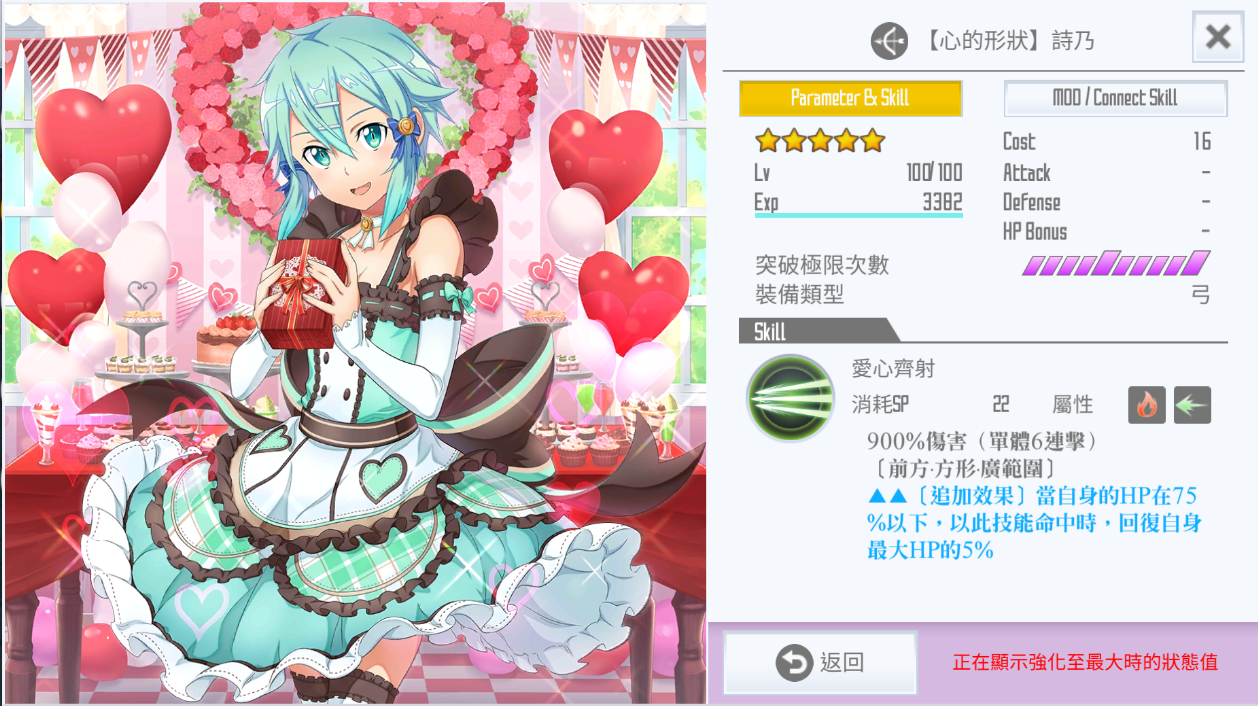 【心的形狀】詩乃
Parameter & Skill
MOD / Connect Skill
Lv 100/100
Exp 3382
Cost 16
Attack -
Defense -
HP Bonus -
突破極限次數
裝備類型 弓
Skill
愛心齊射
消耗SP 22 屬性
900%傷害（單體6連擊）
〔前方·方形·廣範圍〕
▲▲〔追加效果〕當自身的HP在75
%以下，以此技能命中時，回復自身
最大HP的5%
返回
正在顯示強化至最大時的狀態值